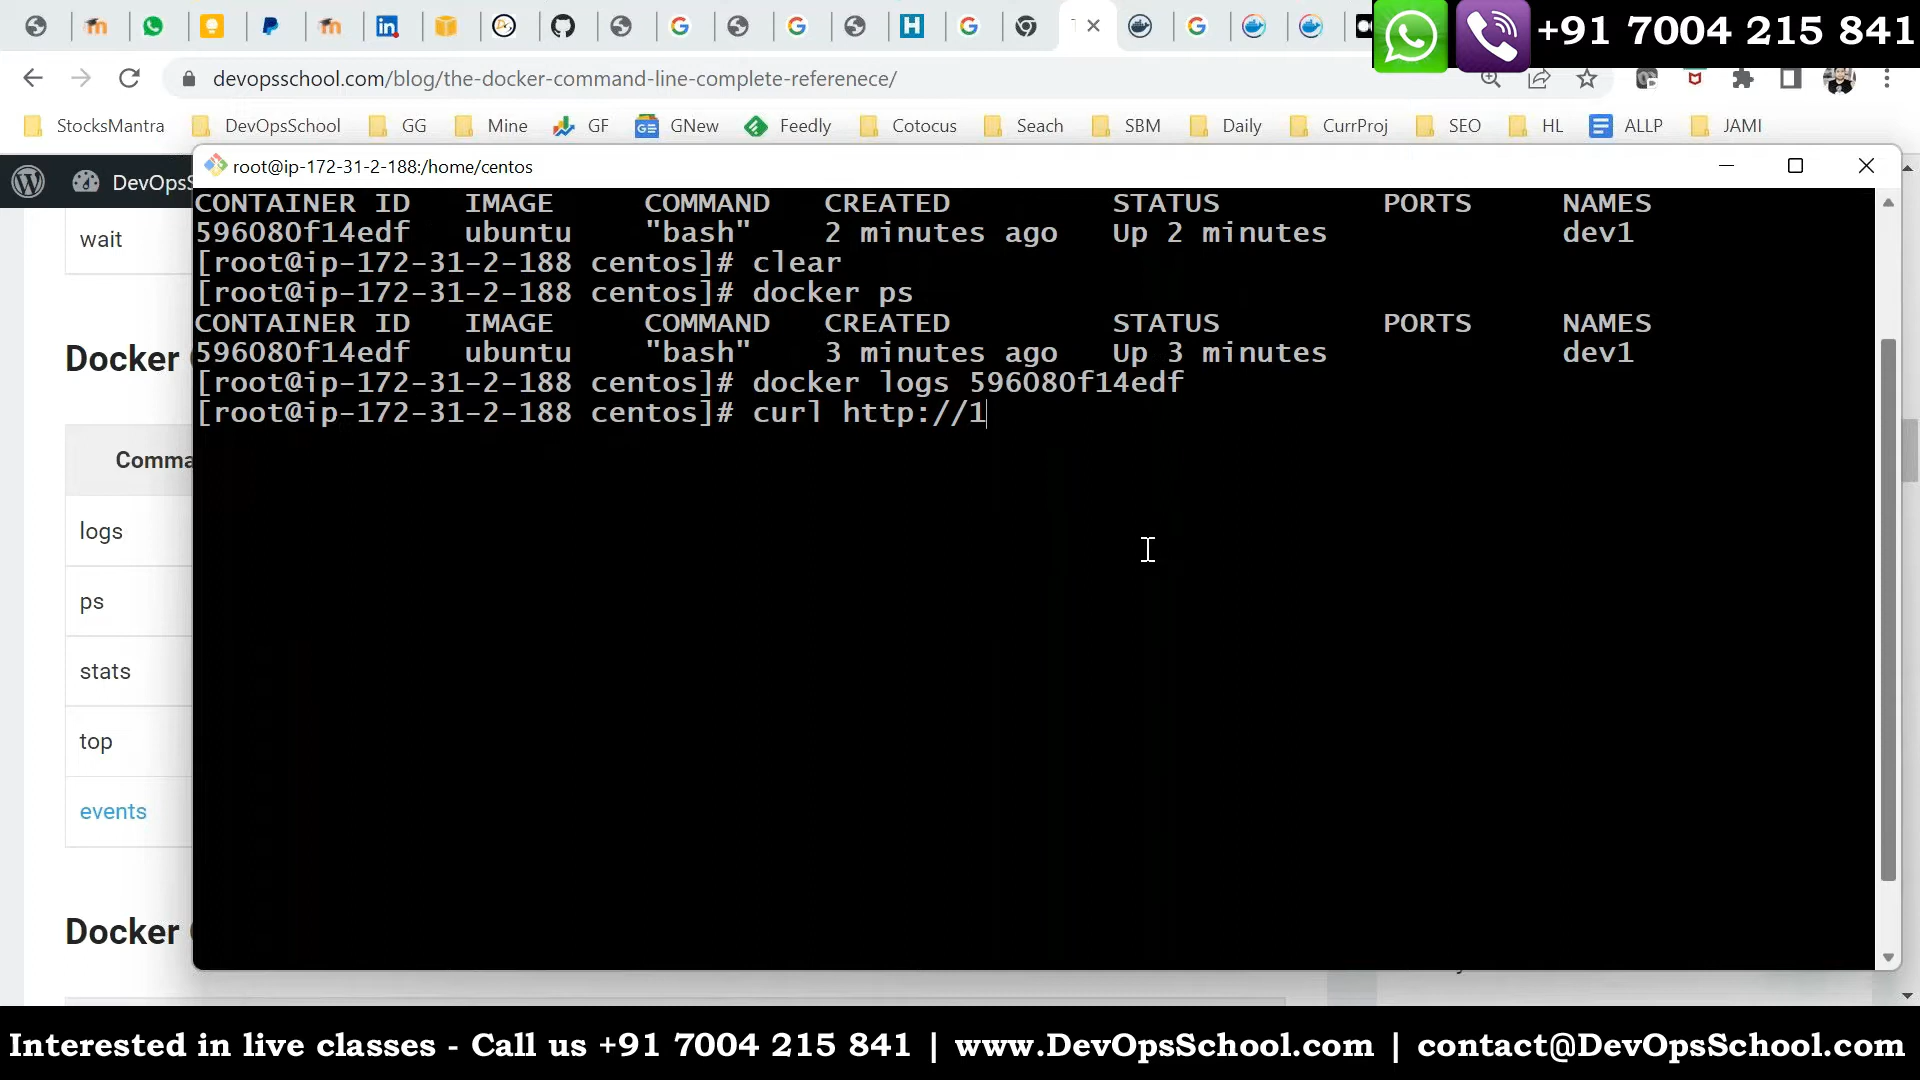 +91 7004 215 841
devopsschool.com/blog/the-docker-command-line-complete-referenece/
StocksMantra DevOpsSchool GG Mine GF GNew Feedly Cotocus Seach SBM Daily CurrProj SEO HL ALLP JAMI
DevOpsS
root@ip-172-31-2-188:/home/centos
wait
Docker
Comma
logs
ps
stats
top
events
Docker
CONTAINER ID IMAGE COMMAND CREATED STATUS PORTS NAMES
596080f14edf ubuntu "bash" 2 minutes ago Up 2 minutes dev1
[root@ip-172-31-2-188 centos]# clear
[root@ip-172-31-2-188 centos]# docker ps
CONTAINER ID IMAGE COMMAND CREATED STATUS PORTS NAMES
596080f14edf ubuntu "bash" 3 minutes ago Up 3 minutes dev1
[root@ip-172-31-2-188 centos]# docker logs 596080f14edf
[root@ip-172-31-2-188 centos]# curl http://1
Interested in live classes - Call us +91 7004 215 841 | www.DevOpsSchool.com | contact@DevOpsSchool.com